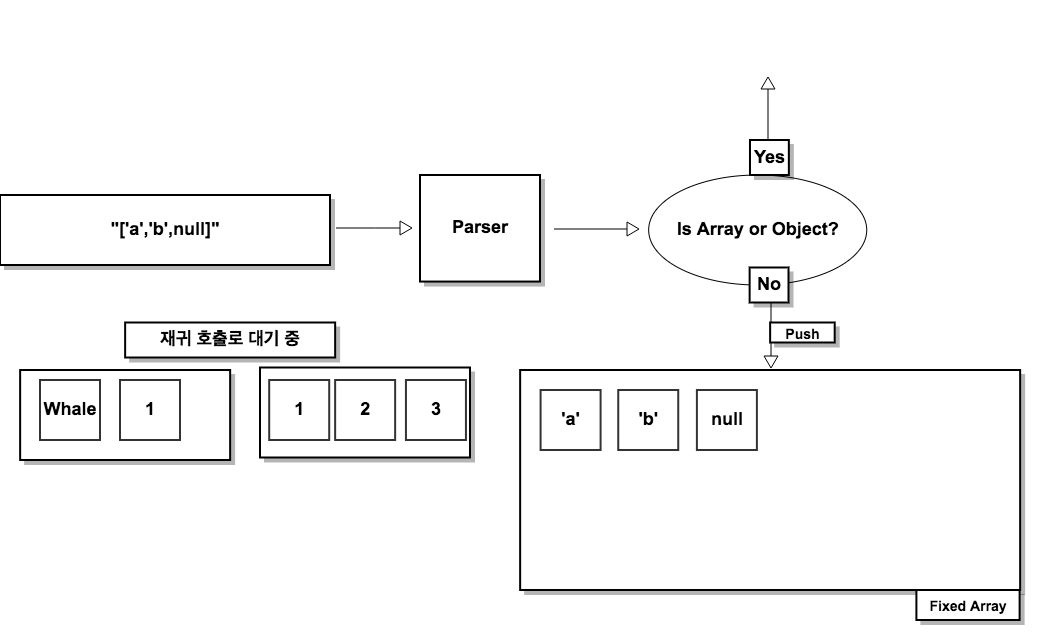 Yes
"['a','b',null]"
Parser
Is Array or Object?
No
Push
재귀 호출로 대기 중
Whale
1
1
2
3
'a'
'b'
null
Fixed Array